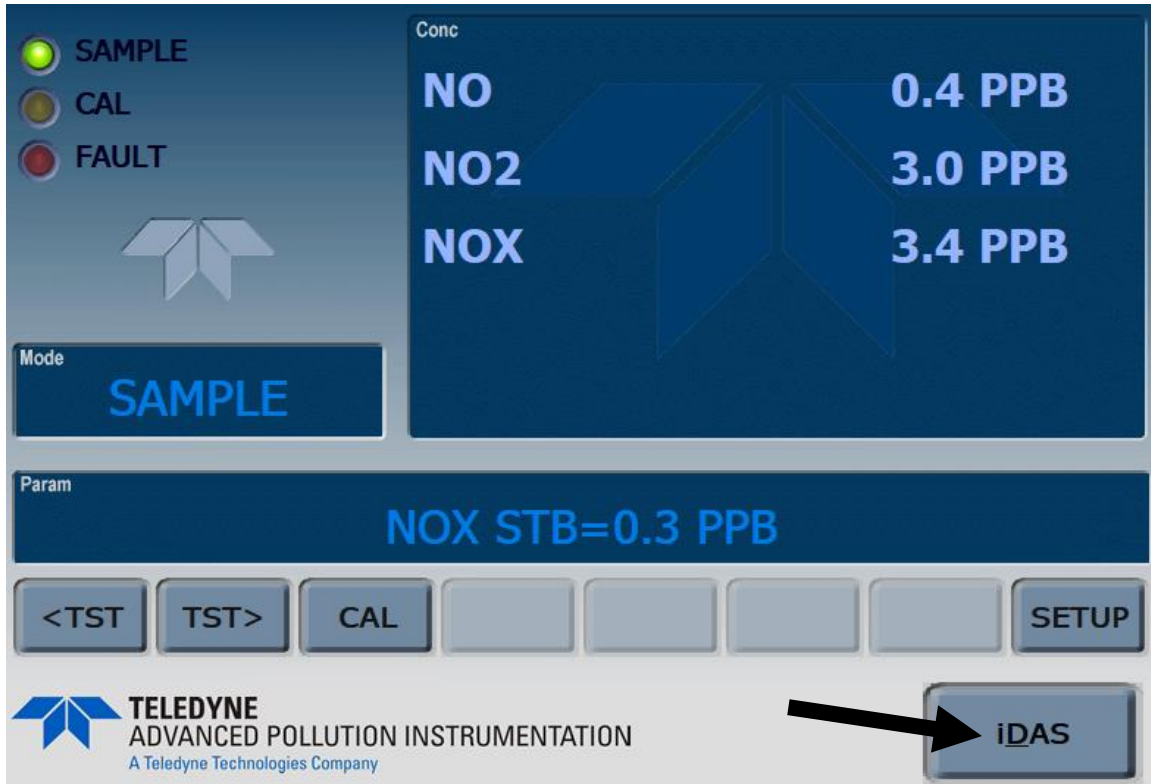 SAMPLE
CAL
FAULT
Conc
NO 0.4 PPB
NO2 3.0 PPB
NOX 3.4 PPB
Mode
SAMPLE
Param
NOX STB=0.3 PPB
<TST TST> CAL SETUP
TELEDYNE
ADVANCED POLLUTION INSTRUMENTATION
A Teledyne Technologies Company
iDAS